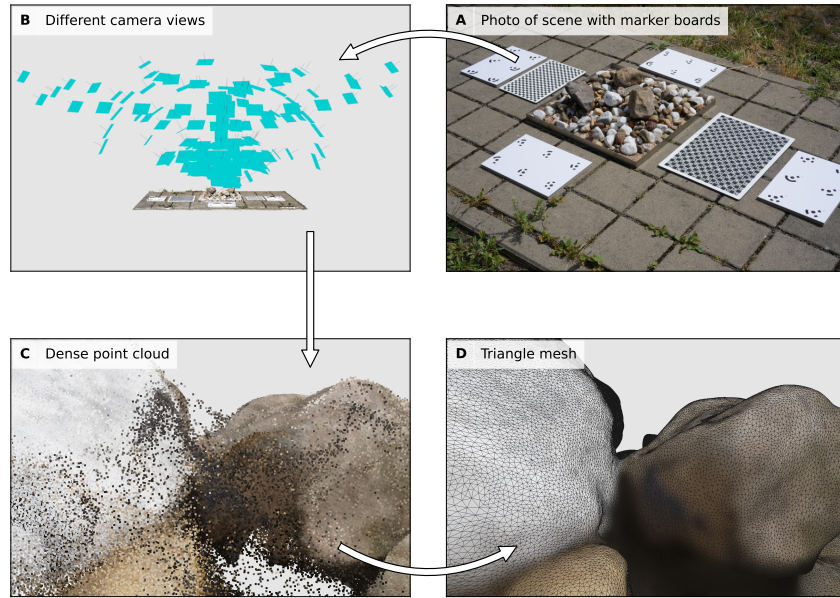 B Different camera views
A Photo of scene with marker boards
C Dense point cloud
D Triangle mesh